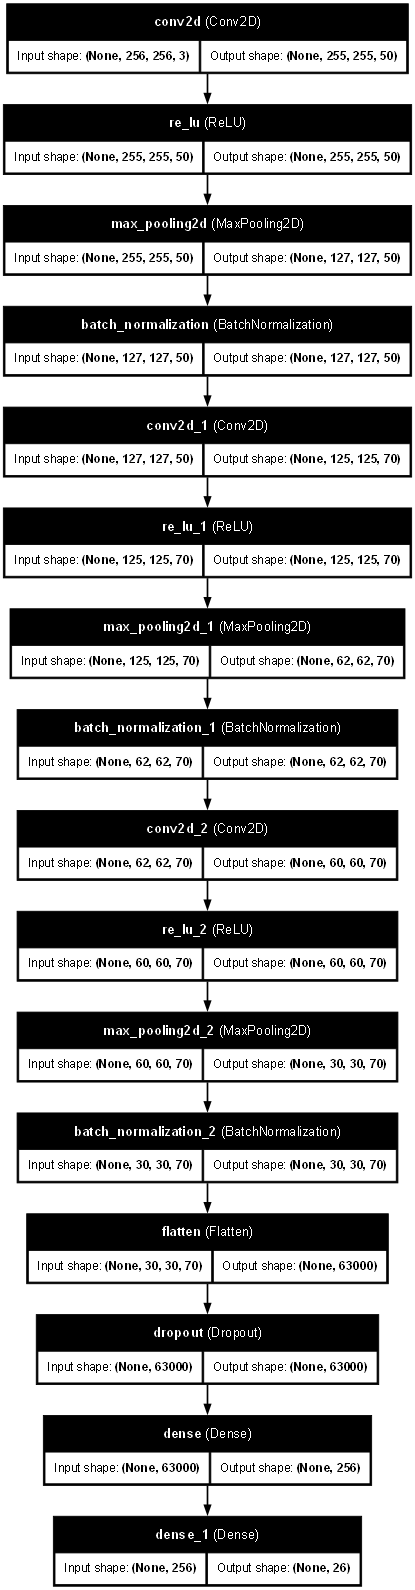 conv2d (Conv2D)
Input shape: (None, 256, 256, 3) Output shape: (None, 255, 255, 50)
re_lu (ReLU)
Input shape: (None, 255, 255, 50) Output shape: (None, 255, 255, 50)
max_pooling2d (MaxPooling2D)
Input shape: (None, 255, 255, 50) Output shape: (None, 127, 127, 50)
batch_normalization (BatchNormalization)
Input shape: (None, 127, 127, 50) Output shape: (None, 127, 127, 50)
conv2d_1 (Conv2D)
Input shape: (None, 127, 127, 50) Output shape: (None, 125, 125, 70)
re_lu_1 (ReLU)
Input shape: (None, 125, 125, 70) Output shape: (None, 125, 125, 70)
max_pooling2d_1 (MaxPooling2D)
Input shape: (None, 125, 125, 70) Output shape: (None, 62, 62, 70)
batch_normalization_1 (BatchNormalization)
Input shape: (None, 62, 62, 70) Output shape: (None, 62, 62, 70)
conv2d_2 (Conv2D)
Input shape: (None, 62, 62, 70) Output shape: (None, 60, 60, 70)
re_lu_2 (ReLU)
Input shape: (None, 60, 60, 70) Output shape: (None, 60, 60, 70)
max_pooling2d_2 (MaxPooling2D)
Input shape: (None, 60, 60, 70) Output shape: (None, 30, 30, 70)
batch_normalization_2 (BatchNormalization)
Input shape: (None, 30, 30, 70) Output shape: (None, 30, 30, 70)
flatten (Flatten)
Input shape: (None, 30, 30, 70) Output shape: (None, 63000)
dropout (Dropout)
Input shape: (None, 63000) Output shape: (None, 63000)
dense (Dense)
Input shape: (None, 63000) Output shape: (None, 256)
dense_1 (Dense)
Input shape: (None, 256) Output shape: (None, 26)